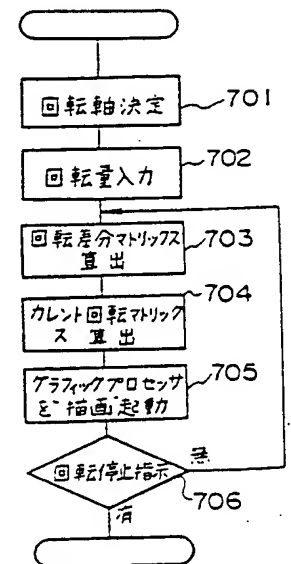 回転軸決定
701
回転量入力
702
回転差分マトリックス
算出
703
704
カレント回転マトリック
ス 算出
グラフィックプロセッサ
を"描画"起動
705
回転停止指示
無
706
有